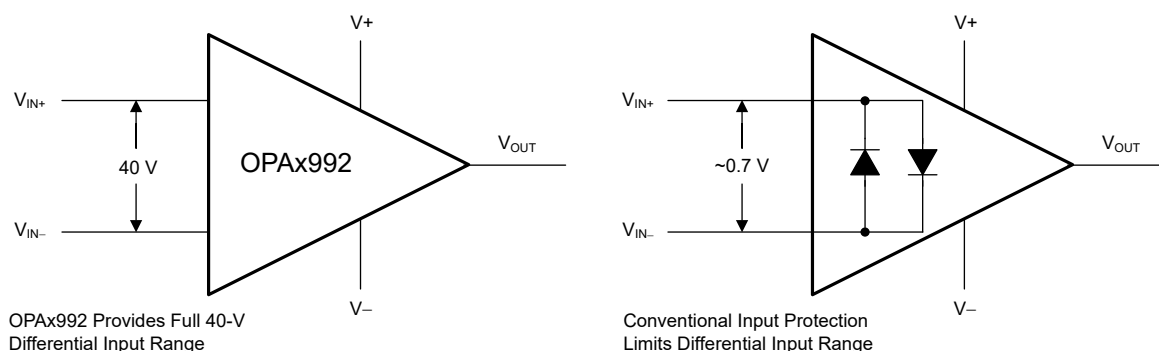 V+
VIN+
40 V
OPAx992
VOUT
VIN–
V–
OPAx992 Provides Full 40-V
Differential Input Range
V+
VIN+
~0.7 V
VOUT
VIN–
V–
Conventional Input Protection
Limits Differential Input Range